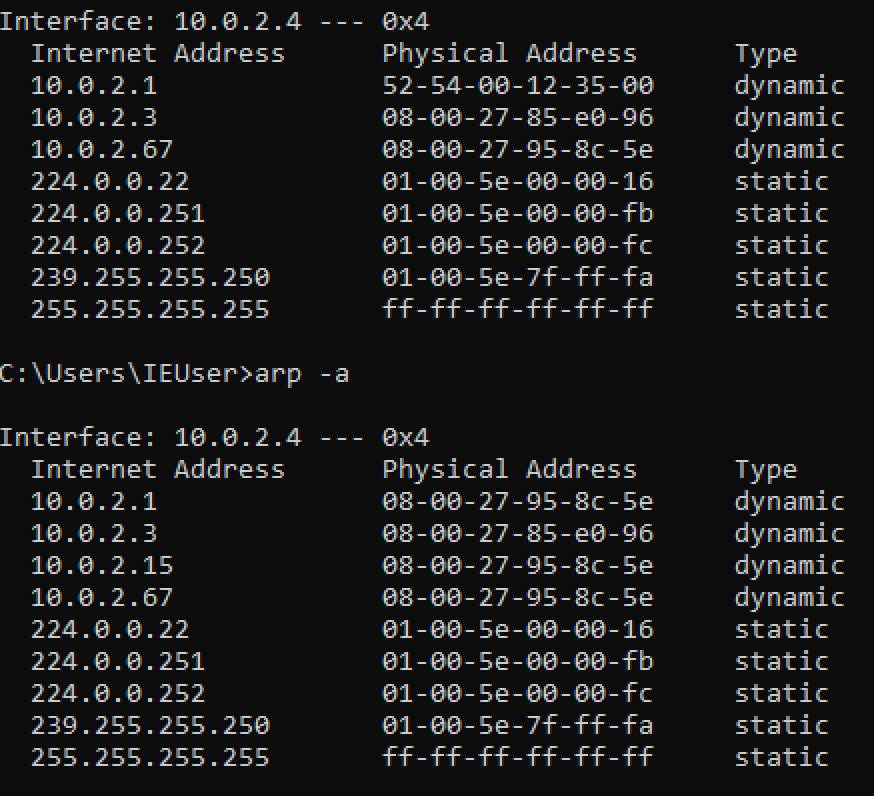 Interface: 10.0.2.4 --- 0x4
  Internet Address      Physical Address      Type
  10.0.2.1              52-54-00-12-35-00     dynamic
  10.0.2.3              08-00-27-85-e0-96     dynamic
  10.0.2.67             08-00-27-95-8c-5e     dynamic
  224.0.0.22            01-00-5e-00-00-16     static
  224.0.0.251           01-00-5e-00-00-fb     static
  224.0.0.252           01-00-5e-00-00-fc     static
  239.255.255.250       01-00-5e-7f-ff-fa     static
  255.255.255.255       ff-ff-ff-ff-ff-ff     static

C:\Users\IEUser>arp -a

Interface: 10.0.2.4 --- 0x4
  Internet Address      Physical Address      Type
  10.0.2.1              08-00-27-95-8c-5e     dynamic
  10.0.2.3              08-00-27-85-e0-96     dynamic
  10.0.2.15             08-00-27-95-8c-5e     dynamic
  10.0.2.67             08-00-27-95-8c-5e     dynamic
  224.0.0.22            01-00-5e-00-00-16     static
  224.0.0.251           01-00-5e-00-00-fb     static
  224.0.0.252           01-00-5e-00-00-fc     static
  239.255.255.250       01-00-5e-7f-ff-fa     static
  255.255.255.255       ff-ff-ff-ff-ff-ff     static